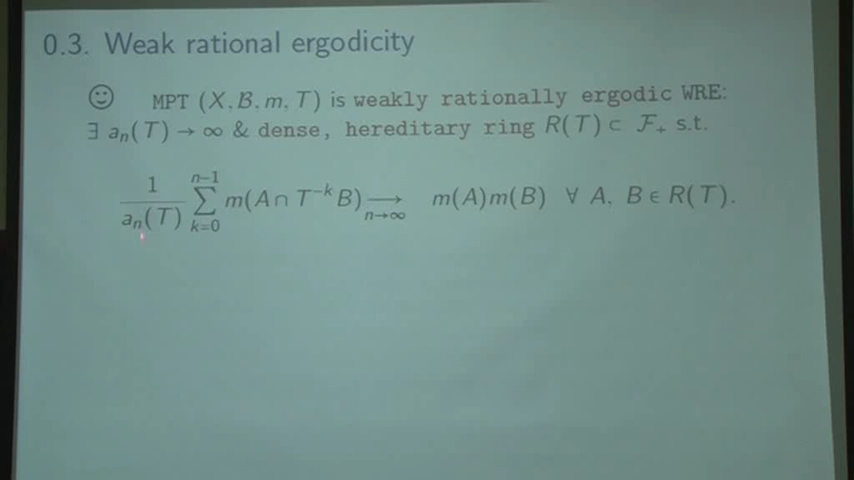 0.3. Weak rational ergodicity
☺ MPT (X, B, m, T) is weakly rationally ergodic WRE:
∃ aₙ(T) → ∞ & dense, hereditary ring R(T) ⊂ F₊ s.t.
1/aₙ(T) ∑_{k=0}^{n−1} m(A ∩ T^{−k}B) →_{n→∞} m(A)m(B) ∀ A, B ∈ R(T).